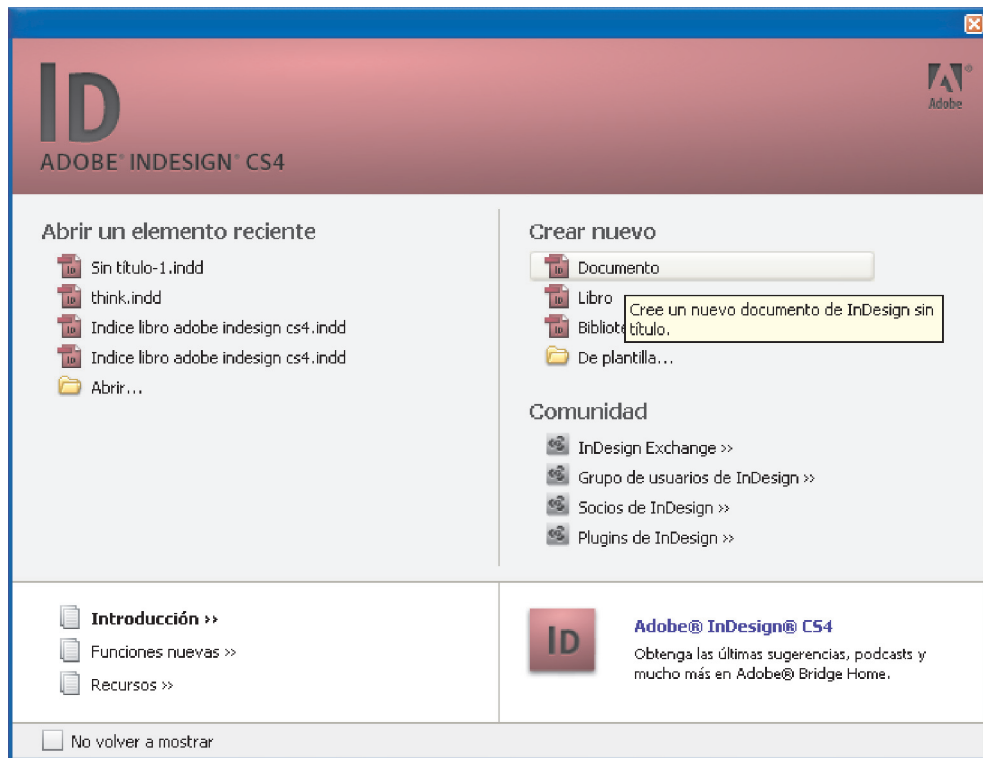 ID
ADOBE® INDESIGN® CS4
Adobe®
Abrir un elemento reciente
Sin título-1.indd
think.indd
Indice libro adobe indesign cs4.indd
Indice libro adobe indesign cs4.indd
Abrir...
Crear nuevo
Documento
Libro
Cree un nuevo documento de InDesign sin
título.
De plantilla...
Comunidad
InDesign Exchange >>
Grupo de usuarios de InDesign >>
Socios de InDesign >>
Plugins de InDesign >>
Introducción >>
Funciones nuevas >>
Recursos >>
ID
Adobe® InDesign® CS4
Obtenga las últimas sugerencias, podcasts y
mucho más en Adobe® Bridge Home.
No volver a mostrar